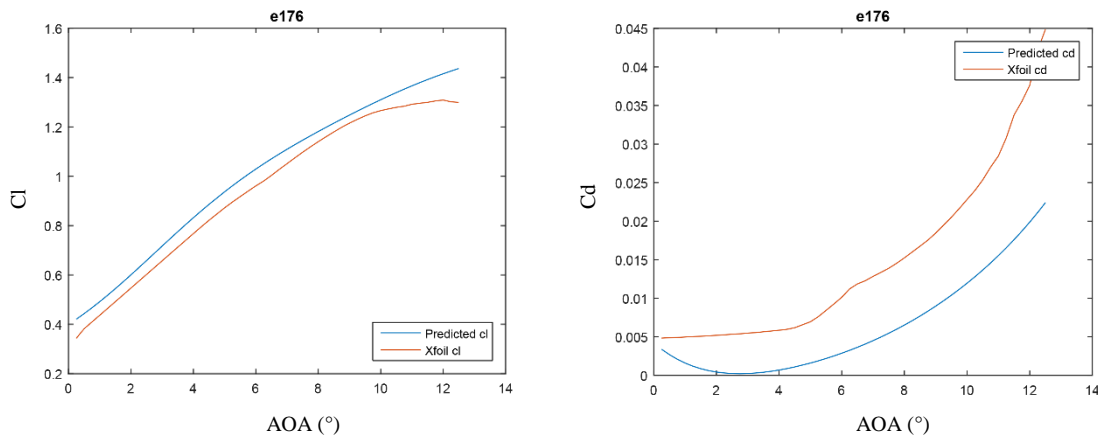 e176
1.6
1.4
1.2
1
0.8
0.6
0.4
0.2
Cl
Predicted cl
Xfoil cl
0 2 4 6 8 10 12 14
AOA (°)
e176
0.045
0.04
0.035
0.03
0.025
0.02
0.015
0.01
0.005
0
Cd
Predicted cd
Xfoil cd
0 2 4 6 8 10 12 14
AOA (°)